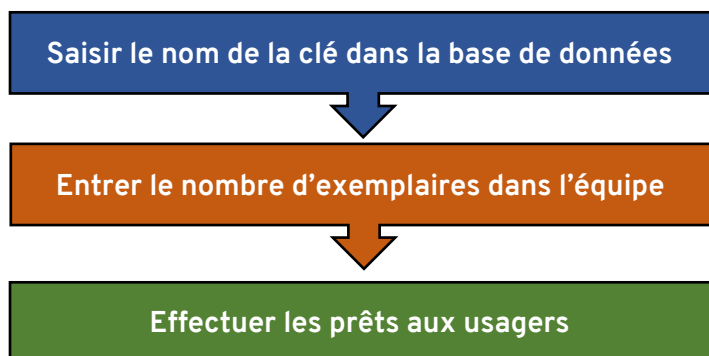 Saisir le nom de la clé dans la base de données
Entrer le nombre d'exemplaires dans l'équipe
Effectuer les prêts aux usagers